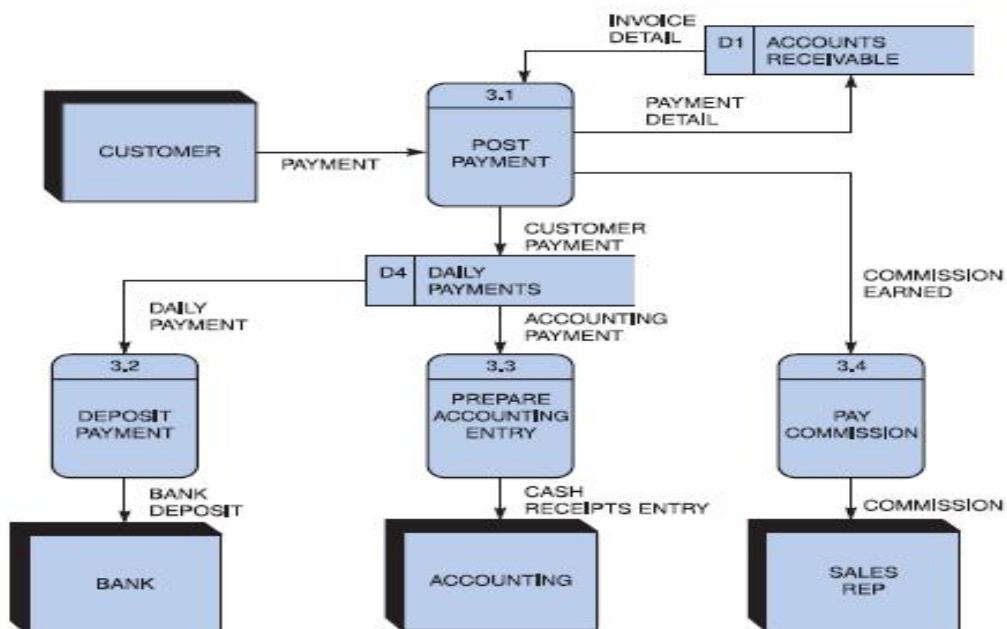 INVOICE
DETAIL
D1
ACCOUNTS
RECEIVABLE
3.1
POST
PAYMENT
PAYMENT
DETAIL
CUSTOMER
PAYMENT
CUSTOMER
PAYMENT
D4
DAILY
PAYMENTS
COMMISSION
EARNED
DAILY
PAYMENT
ACCOUNTING
PAYMENT
3.2
DEPOSIT
PAYMENT
3.3
PREPARE
ACCOUNTING
ENTRY
3.4
PAY
COMMISSION
BANK
DEPOSIT
CASH
RECEIPTS ENTRY
COMMISSION
BANK
ACCOUNTING
SALES
REP